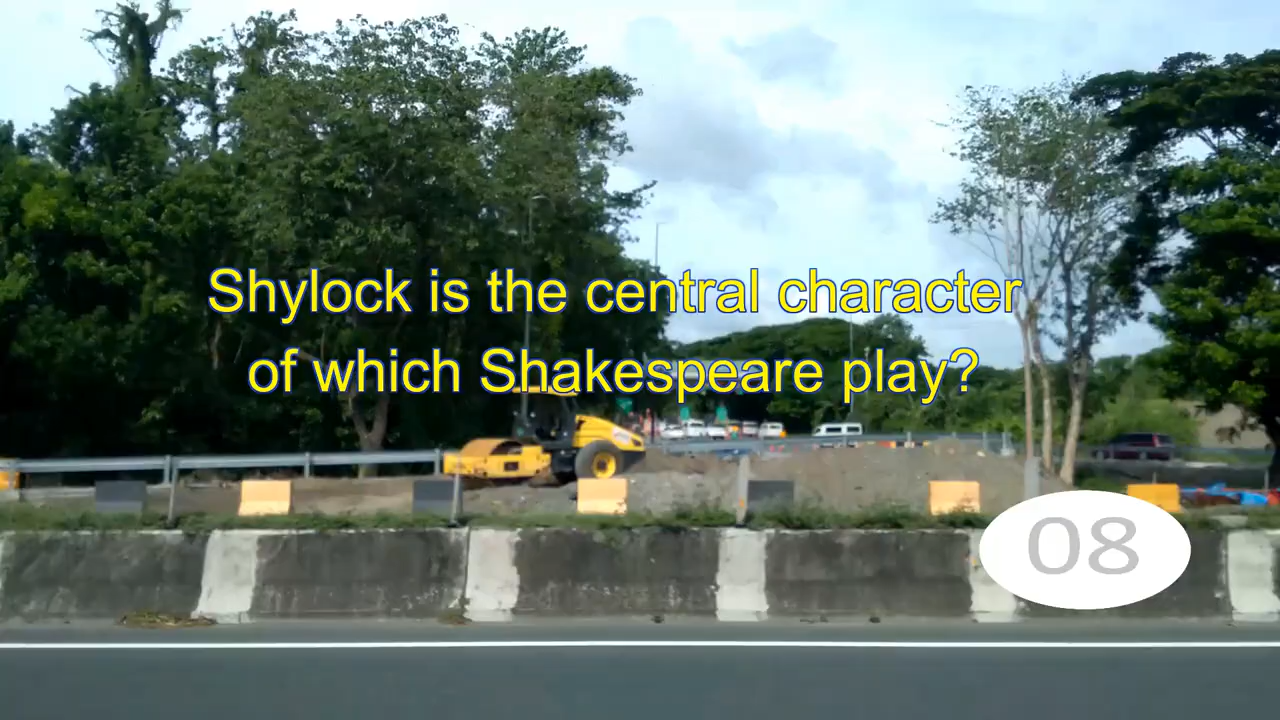 Shylock is the central character
of which Shakespeare play?
08